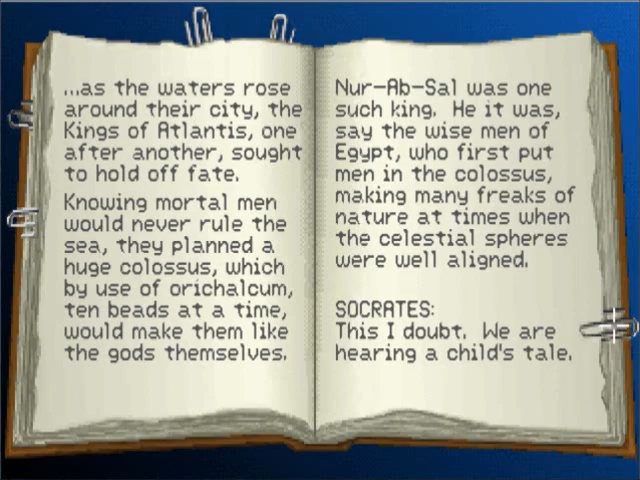 ...as the waters rose
around their city, the
Kings of Atlantis, one
after another, sought
to hold off fate.
Knowing mortal men
would never rule the
sea, they planned a
huge colossus, which
by use of orichalcum,
ten beads at a time,
would make them like
the gods themselves.
Nur-Ab-Sal was one
such king. He it was,
say the wise men of
Egypt, who first put
men in the colossus,
making many freaks of
nature at times when
the celestial spheres
were well aligned.
SOCRATES:
This I doubt. We are
hearing a child's tale.